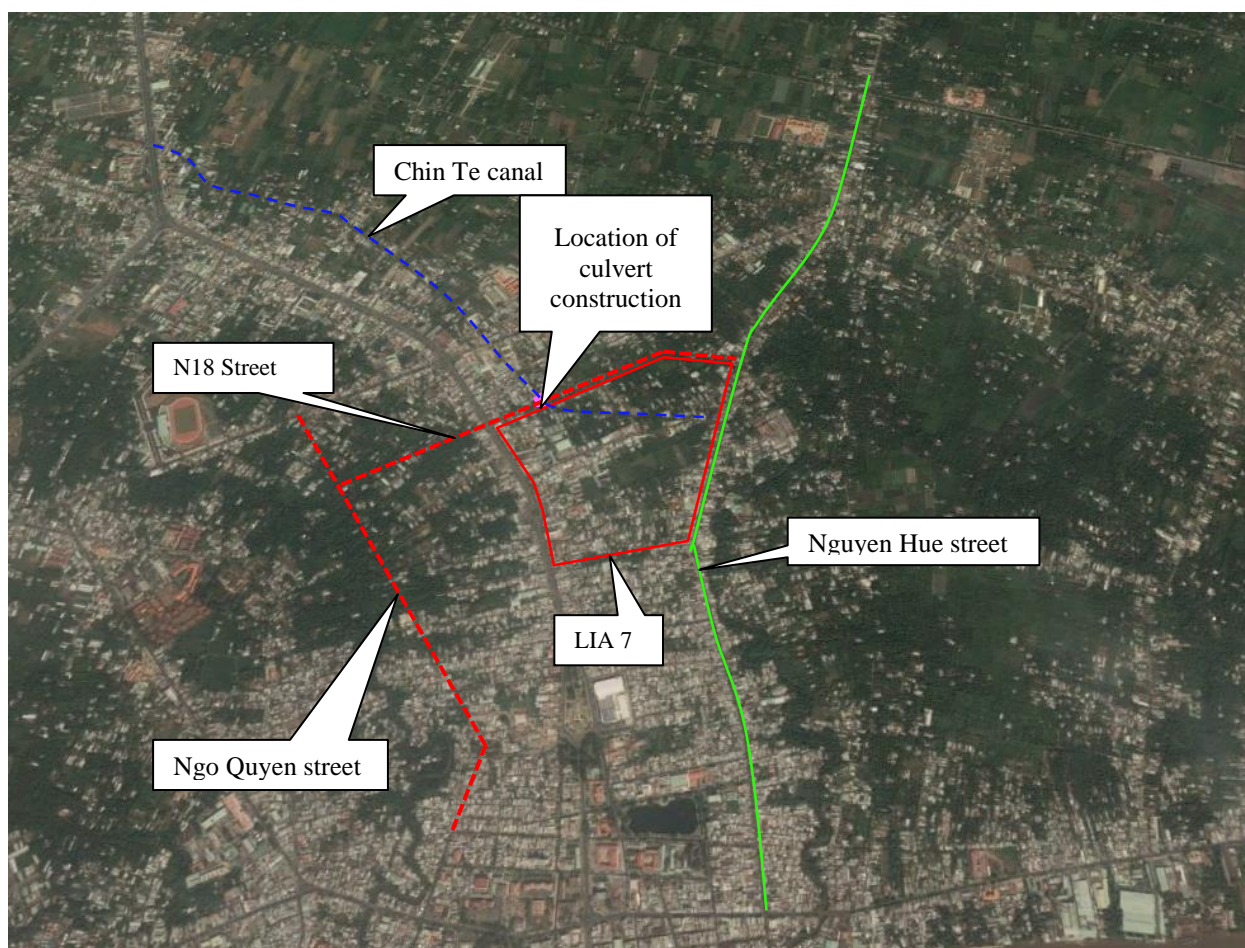 Chin Te canal
Location of
culvert
construction
N18 Street
Nguyen Hue street
LIA 7
Ngo Quyen street